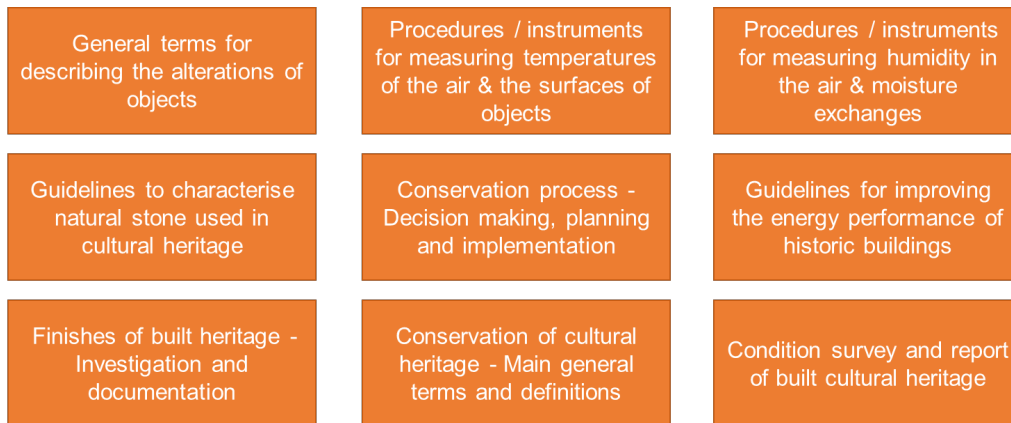 General terms for
describing the alterations of
objects
Procedures / instruments
for measuring temperatures
of the air & the surfaces of
objects
Procedures / instruments
for measuring humidity in
the air & moisture
exchanges
Guidelines to characterise
natural stone used in
cultural heritage
Conservation process -
Decision making, planning
and implementation
Guidelines for improving
the energy performance of
historic buildings
Finishes of built heritage -
Investigation and
documentation
Conservation of cultural
heritage - Main general
terms and definitions
Condition survey and report
of built cultural heritage